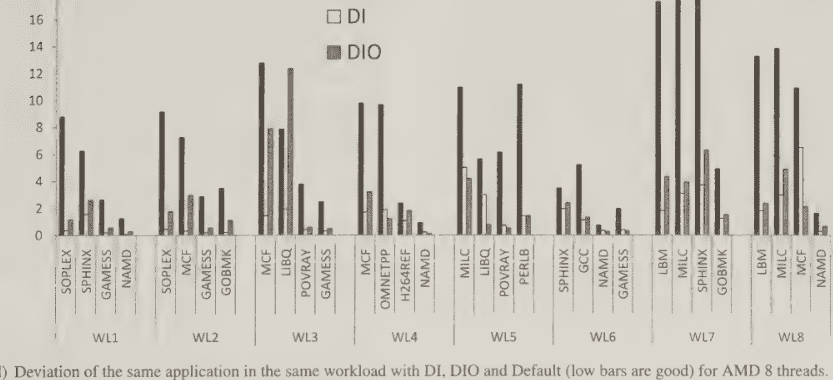 16
DI
14
DIO
12
10
8
6
4
2
0
SOPLEX SPHINX GAMESS NAMD SOPLEX MCF GAMESS GOBMK MCF LIBQ POVRAY GAMESS MCF OMNETPP H264REF NAMD MILC LIBQ POVRAY PERLB SPHINX GCC NAMD GAMESS LBM MILC SPHINX GOBMK LBM MILC MCF NAMD
WL1 WL2 WL3 WL4 WL5 WL6 WL7 WL8
) Deviation of the same application in the same workload with DI, DIO and Default (low bars are good) for AMD 8 threads.